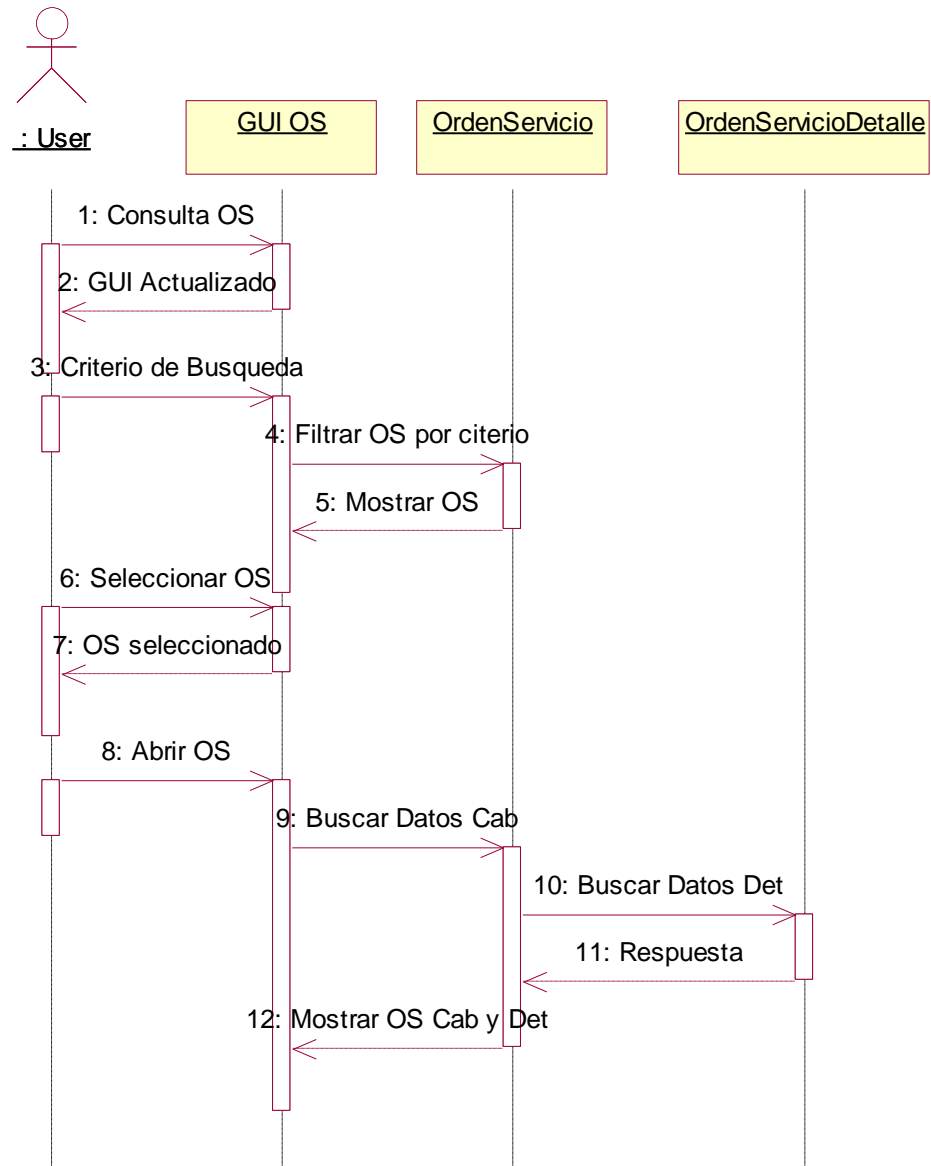 : User
GUI OS
OrdenServicio
OrdenServicioDetalle
1: Consulta OS
2: GUI Actualizado
3: Criterio de Busqueda
4: Filtrar OS por citerio
5: Mostrar OS
6: Seleccionar OS
7: OS seleccionado
8: Abrir OS
9: Buscar Datos Cab
10: Buscar Datos Det
11: Respuesta
12: Mostrar OS Cab y Det